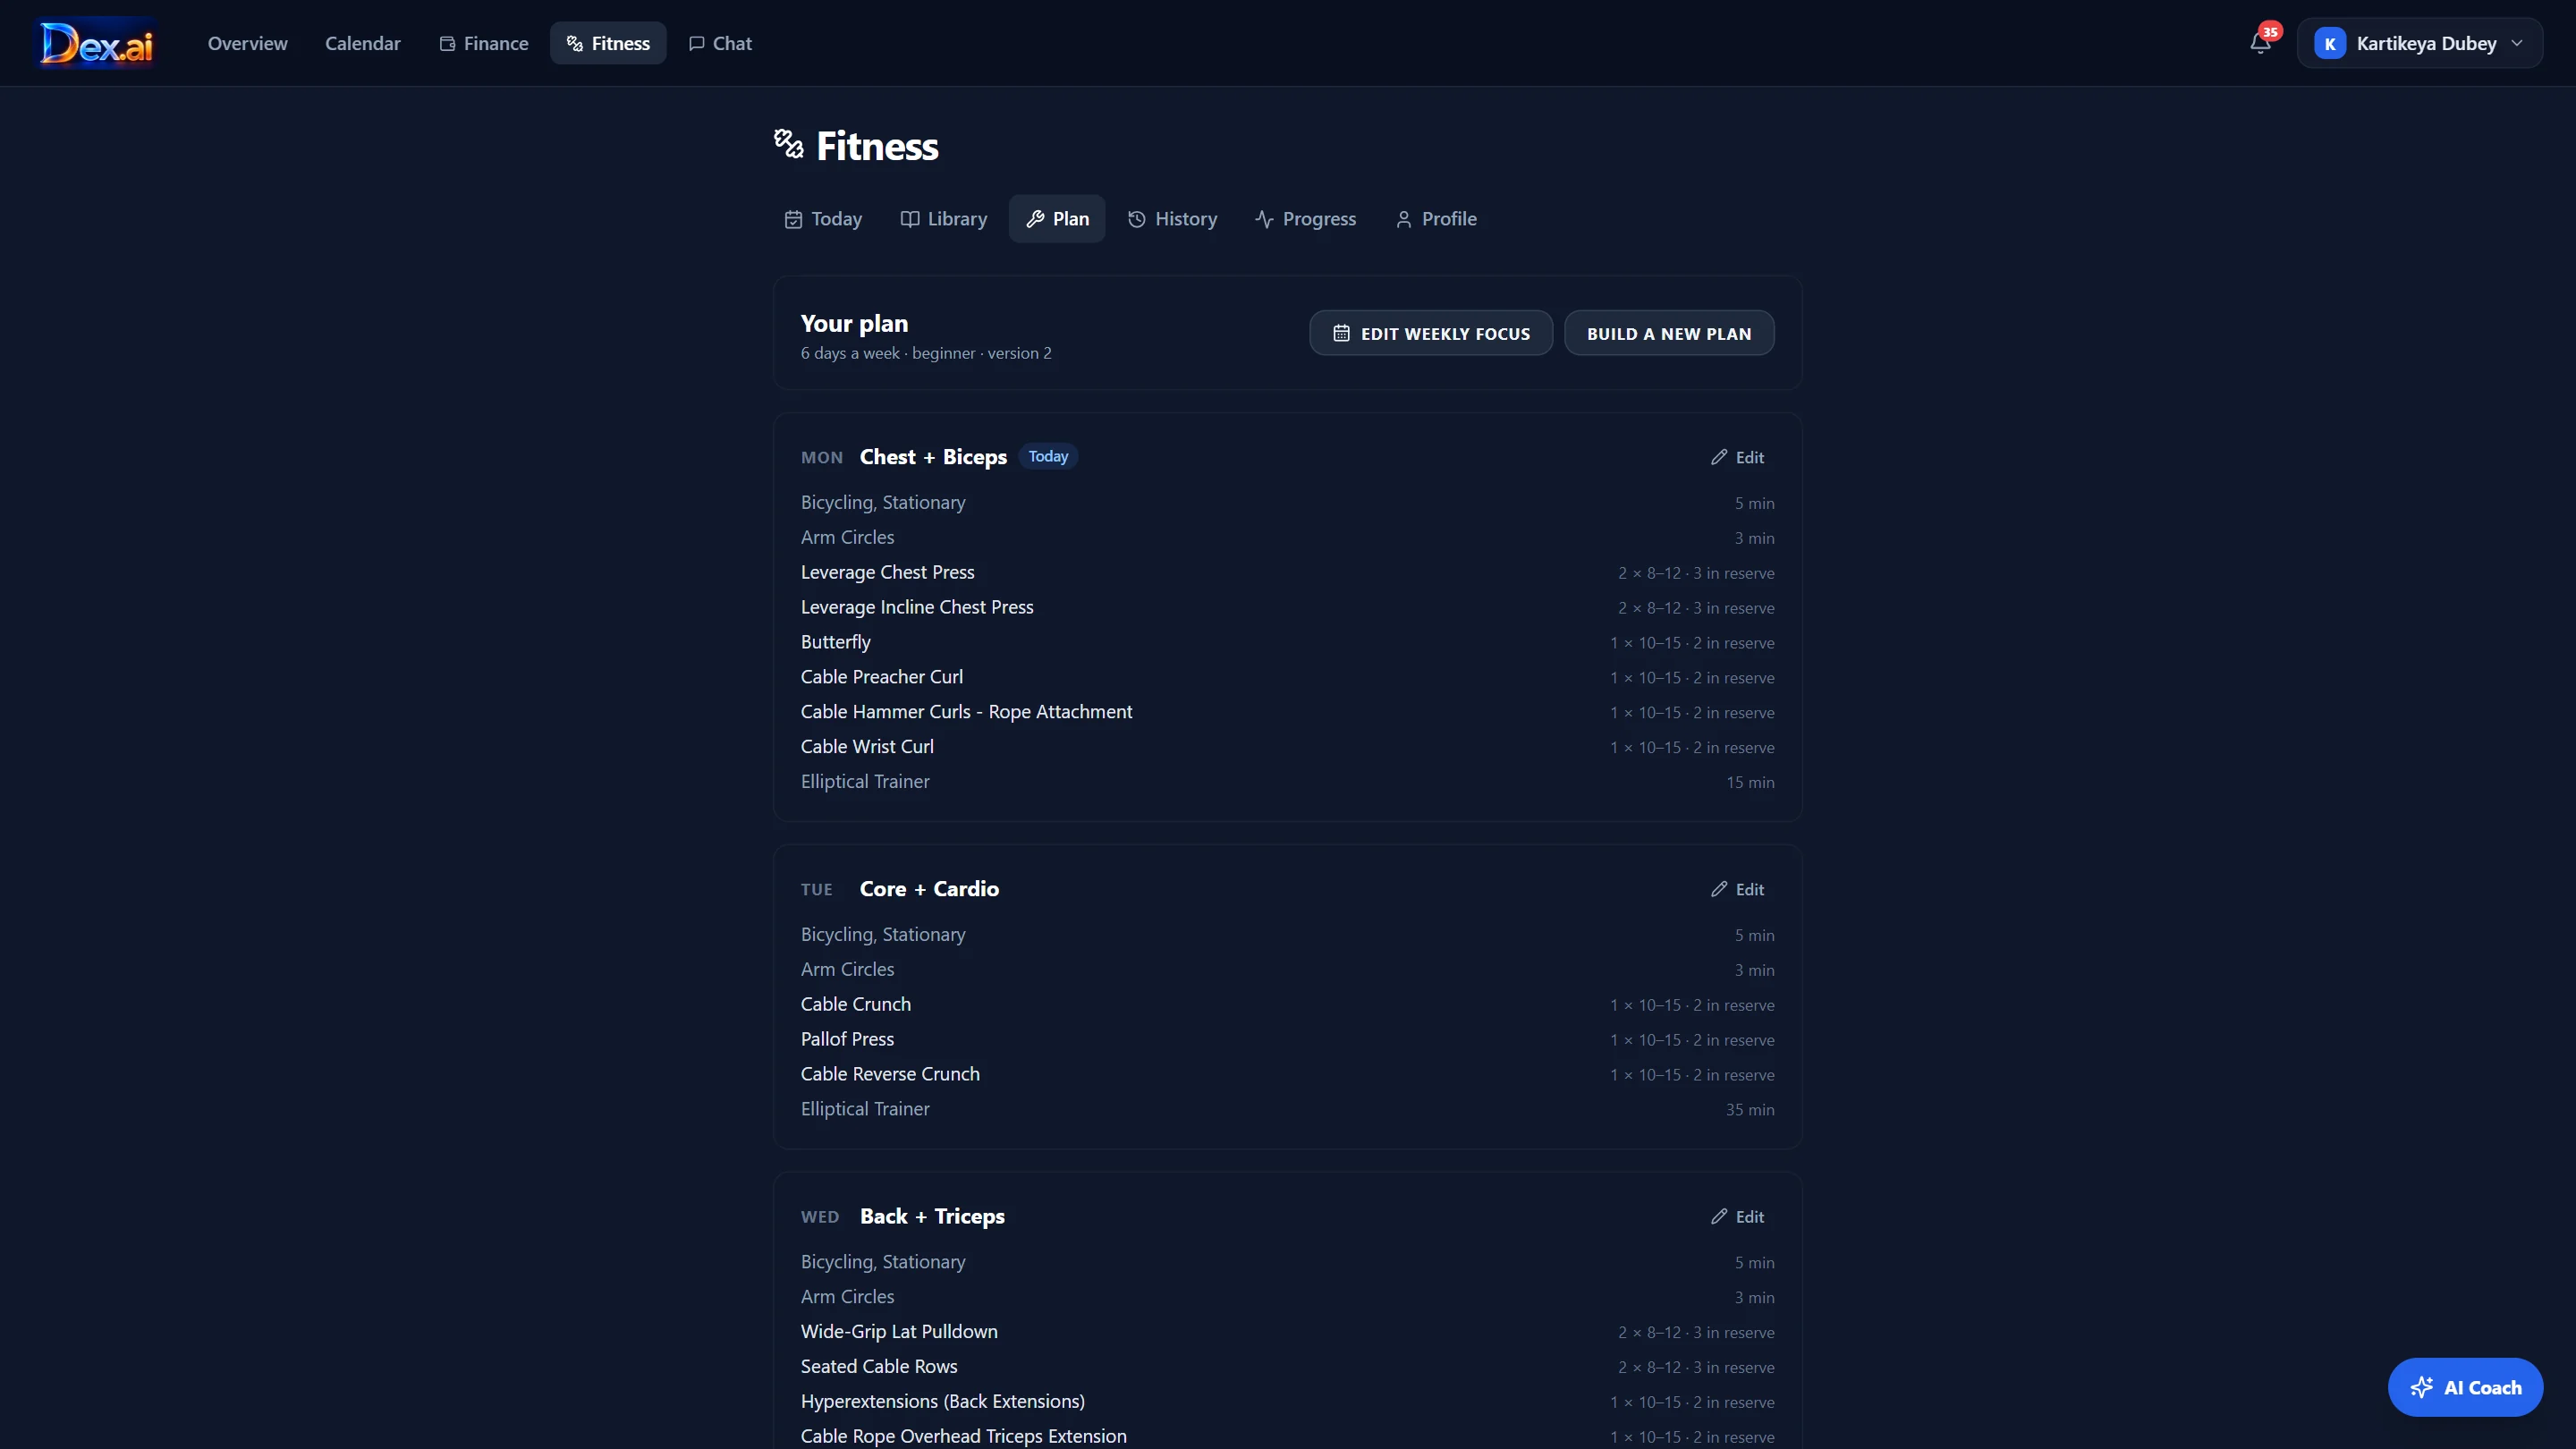 Dex.ai Overview Calendar Finance Fitness Chat 35 K Kartikeya Dubey
Fitness
Today Library Plan History Progress Profile
Your plan
6 days a week · beginner · version 2
EDIT WEEKLY FOCUS BUILD A NEW PLAN
MON Chest + Biceps Today Edit
Bicycling, Stationary 5 min
Arm Circles 3 min
Leverage Chest Press 2 × 8–12 · 3 in reserve
Leverage Incline Chest Press 2 × 8–12 · 3 in reserve
Butterfly 1 × 10–15 · 2 in reserve
Cable Preacher Curl 1 × 10–15 · 2 in reserve
Cable Hammer Curls - Rope Attachment 1 × 10–15 · 2 in reserve
Cable Wrist Curl 1 × 10–15 · 2 in reserve
Elliptical Trainer 15 min
TUE Core + Cardio Edit
Bicycling, Stationary 5 min
Arm Circles 3 min
Cable Crunch 1 × 10–15 · 2 in reserve
Pallof Press 1 × 10–15 · 2 in reserve
Cable Reverse Crunch 1 × 10–15 · 2 in reserve
Elliptical Trainer 35 min
WED Back + Triceps Edit
Bicycling, Stationary 5 min
Arm Circles 3 min
Wide-Grip Lat Pulldown 2 × 8–12 · 3 in reserve
Seated Cable Rows 2 × 8–12 · 3 in reserve
Hyperextensions (Back Extensions) 1 × 10–15 · 2 in reserve
Cable Rope Overhead Triceps Extension 1 × 10–15 · 2 in reserve
AI Coach